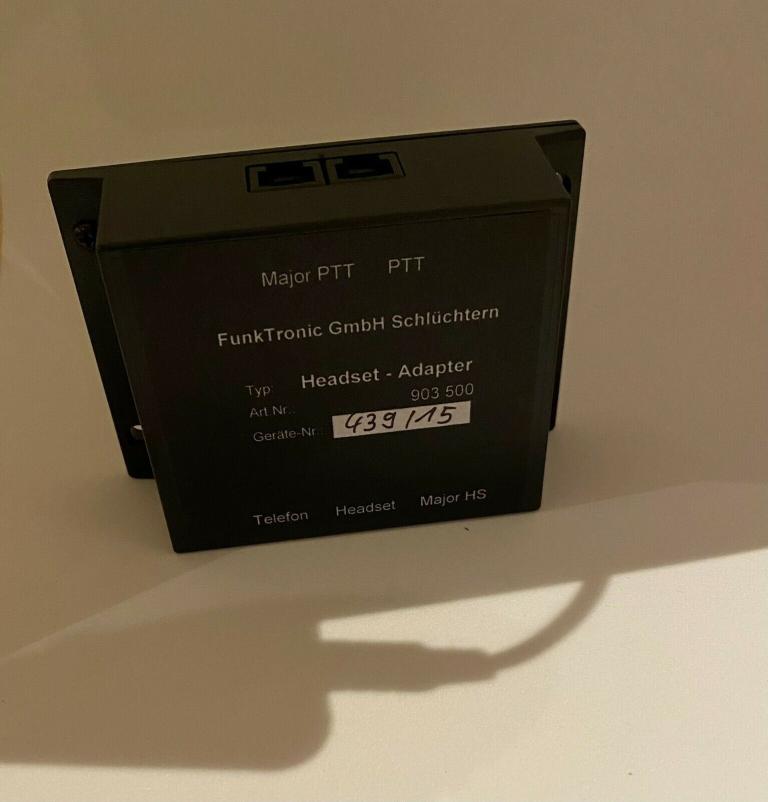 Major PTT PTT
FunkTronic GmbH Schlüchtern
Typ: Headset - Adapter
Art.Nr.: 903 500
Geräte-Nr.: 439/15
Telefon Headset Major HS